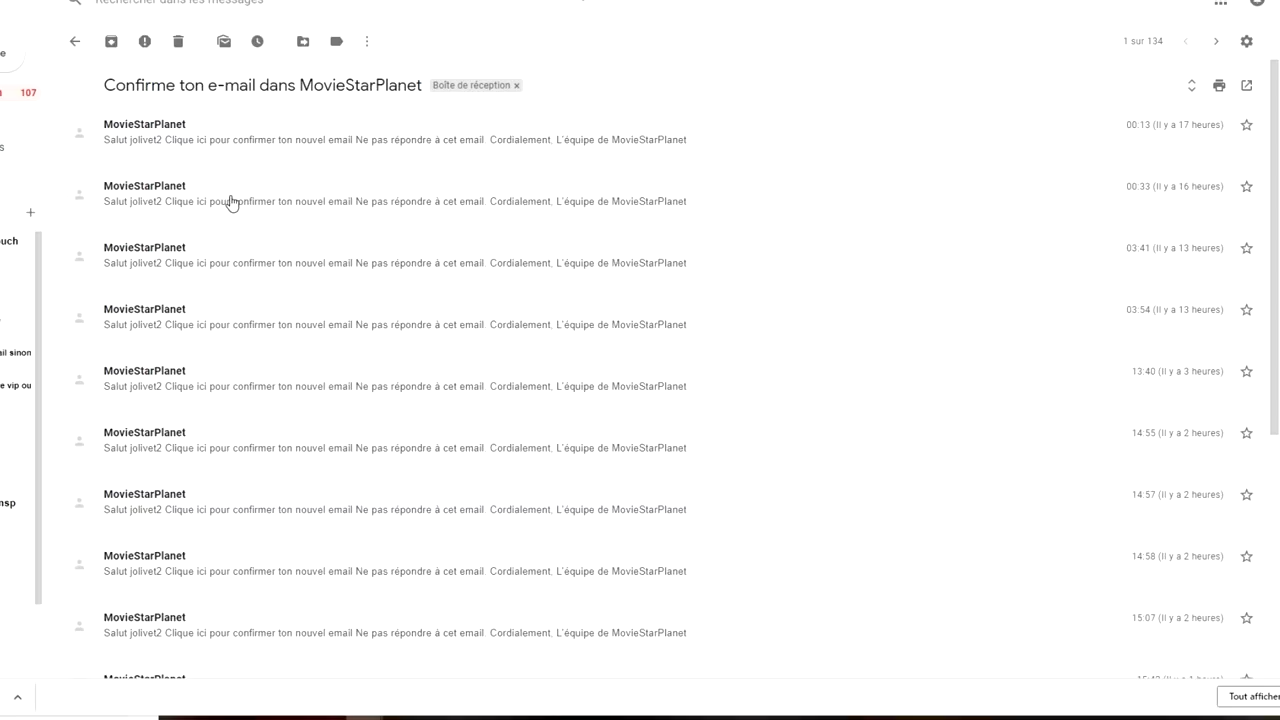 Rechercher dans les messages
e
1 sur 134
107
Confirme ton e-mail dans MovieStarPlanet Boîte de réception ×
MovieStarPlanet 00:13 (Il y a 17 heures)
Salut jolivet2 Clique ici pour confirmer ton nouvel email Ne pas répondre à cet email. Cordialement, L'équipe de MovieStarPlanet
s
MovieStarPlanet 00:33 (Il y a 16 heures)
Salut jolivet2 Clique ici pour confirmer ton nouvel email Ne pas répondre à cet email. Cordialement, L'équipe de MovieStarPlanet
+
uch
MovieStarPlanet 03:41 (Il y a 13 heures)
Salut jolivet2 Clique ici pour confirmer ton nouvel email Ne pas répondre à cet email. Cordialement, L'équipe de MovieStarPlanet
MovieStarPlanet 03:54 (Il y a 13 heures)
Salut jolivet2 Clique ici pour confirmer ton nouvel email Ne pas répondre à cet email. Cordialement, L'équipe de MovieStarPlanet
ail sinon
MovieStarPlanet 13:40 (Il y a 3 heures)
Salut jolivet2 Clique ici pour confirmer ton nouvel email Ne pas répondre à cet email. Cordialement, L'équipe de MovieStarPlanet
e vip ou
MovieStarPlanet 14:55 (Il y a 2 heures)
Salut jolivet2 Clique ici pour confirmer ton nouvel email Ne pas répondre à cet email. Cordialement, L'équipe de MovieStarPlanet
MovieStarPlanet 14:57 (Il y a 2 heures)
Salut jolivet2 Clique ici pour confirmer ton nouvel email Ne pas répondre à cet email. Cordialement, L'équipe de MovieStarPlanet
nsp
MovieStarPlanet 14:58 (Il y a 2 heures)
Salut jolivet2 Clique ici pour confirmer ton nouvel email Ne pas répondre à cet email. Cordialement, L'équipe de MovieStarPlanet
MovieStarPlanet 15:07 (Il y a 2 heures)
Salut jolivet2 Clique ici pour confirmer ton nouvel email Ne pas répondre à cet email. Cordialement, L'équipe de MovieStarPlanet
MovieStarPlanet
Tout afficher